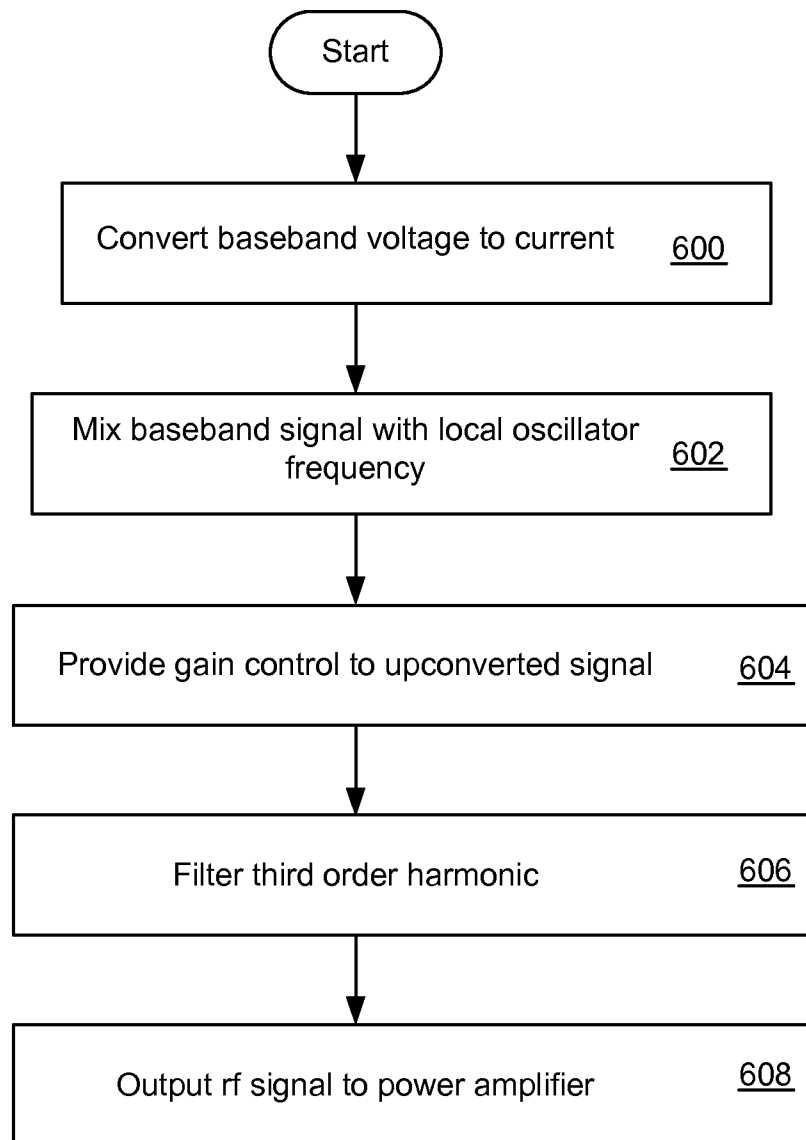 Start
Convert baseband voltage to current 600
Mix baseband signal with local oscillator
frequency 602
Provide gain control to upconverted signal 604
Filter third order harmonic 606
Output rf signal to power amplifier 608